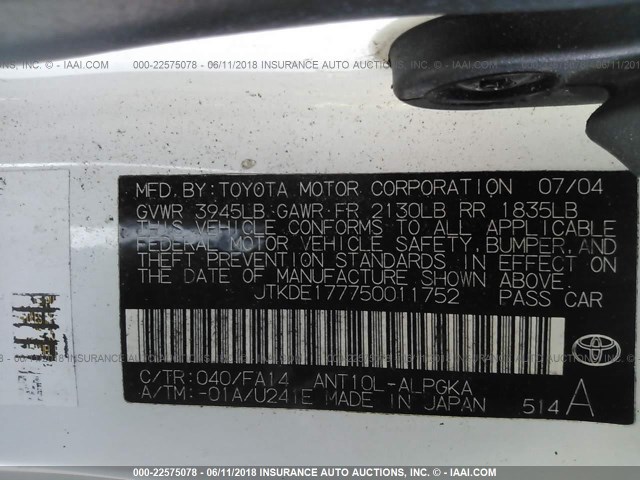 000-22575078 - 06/11/2018 INSURANCE AUTO AUCTIONS, INC. - © IAAI.COM
MFD. BY: TOYOTA MOTOR CORPORATION 07/04
GVWR 3945LB GAWR FR 2130LB RR 1835LB
THIS VEHICLE CONFORMS TO ALL APPLICABLE
FEDERAL MOTOR VEHICLE SAFETY, BUMPER, AND
THEFT PREVENTION STANDARDS IN EFFECT ON
THE DATE OF MANUFACTURE SHOWN ABOVE.
JTKDE177750011752 PASS CAR
C/TR: 040/FA14 ANT10L-ALPGKA
A/TM: -01A/U241E MADE IN JAPAN 514 A
000-22575078 - 06/11/2018 INSURANCE AUTO AUCTIONS, INC. - © IAAI.COM